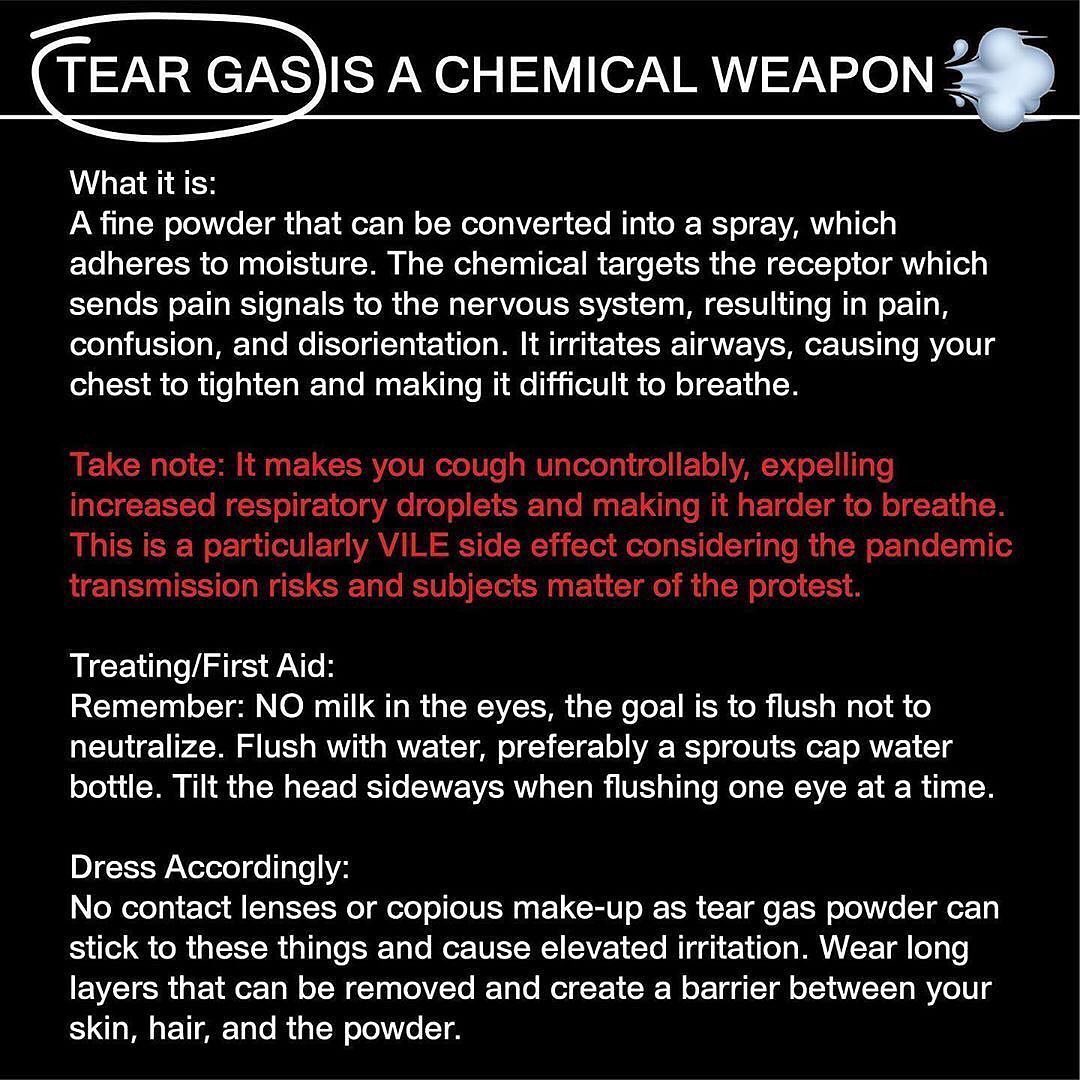 TEAR GAS IS A CHEMICAL WEAPON
What it is:
A fine powder that can be converted into a spray, which
adheres to moisture. The chemical targets the receptor which
sends pain signals to the nervous system, resulting in pain,
confusion, and disorientation. It irritates airways, causing your
chest to tighten and making it difficult to breathe.
Take note: It makes you cough uncontrollably, expelling
increased respiratory droplets and making it harder to breathe.
This is a particularly VILE side effect considering the pandemic
transmission risks and subjects matter of the protest.
Treating/First Aid:
Remember: NO milk in the eyes, the goal is to flush not to
neutralize. Flush with water, preferably a sprouts cap water
bottle. Tilt the head sideways when flushing one eye at a time.
Dress Accordingly:
No contact lenses or copious make-up as tear gas powder can
stick to these things and cause elevated irritation. Wear long
layers that can be removed and create a barrier between your
skin, hair, and the powder.